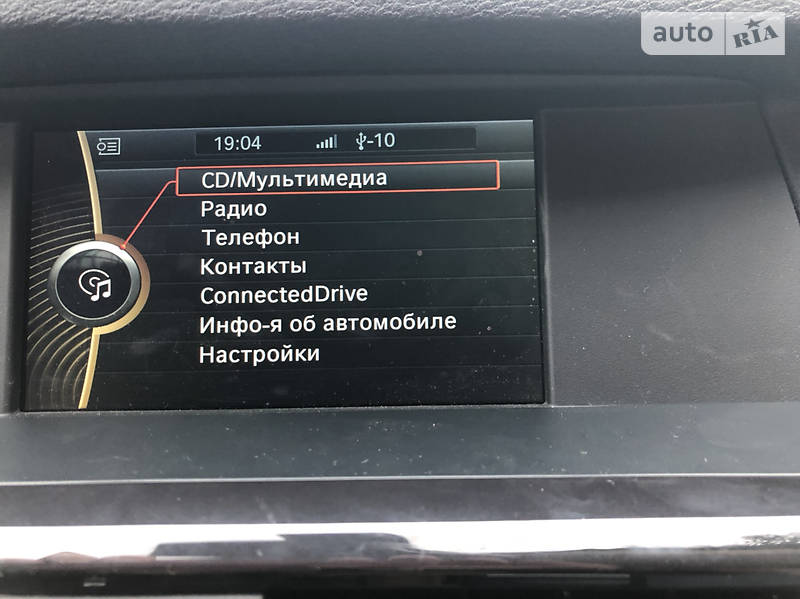 auto RIA
19:04 -10
CD/Мультимедиа
Радио
Телефон
Контакты
ConnectedDrive
Инфо-я об автомобиле
Настройки